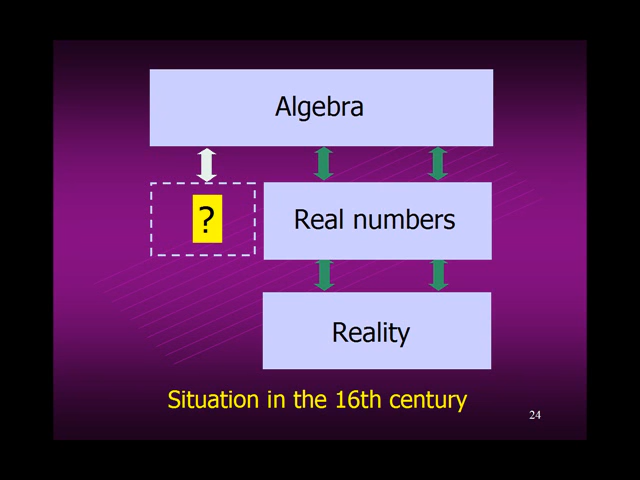 Algebra
?
Real numbers
Reality
Situation in the 16th century
24